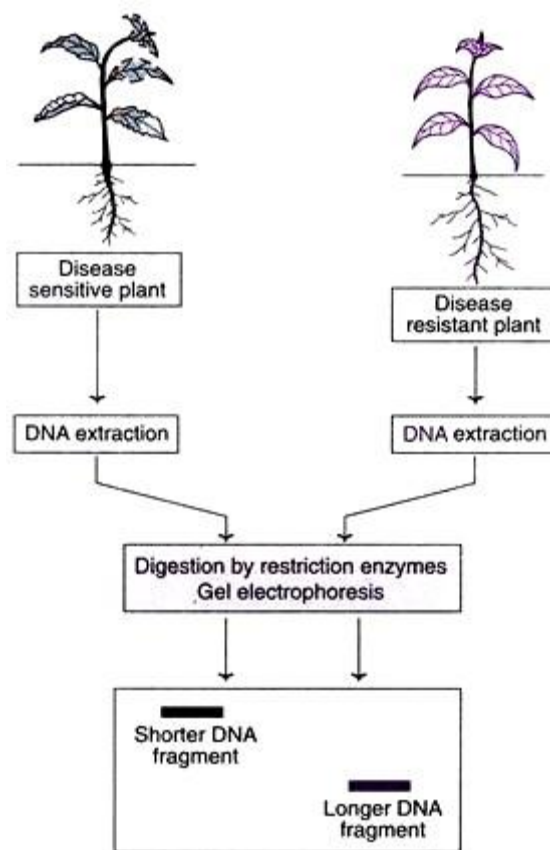 Disease
sensitive plant
Disease
resistant plant
DNA extraction
DNA extraction
Digestion by restriction enzymes
Gel electrophoresis
Shorter DNA
fragment
Longer DNA
fragment